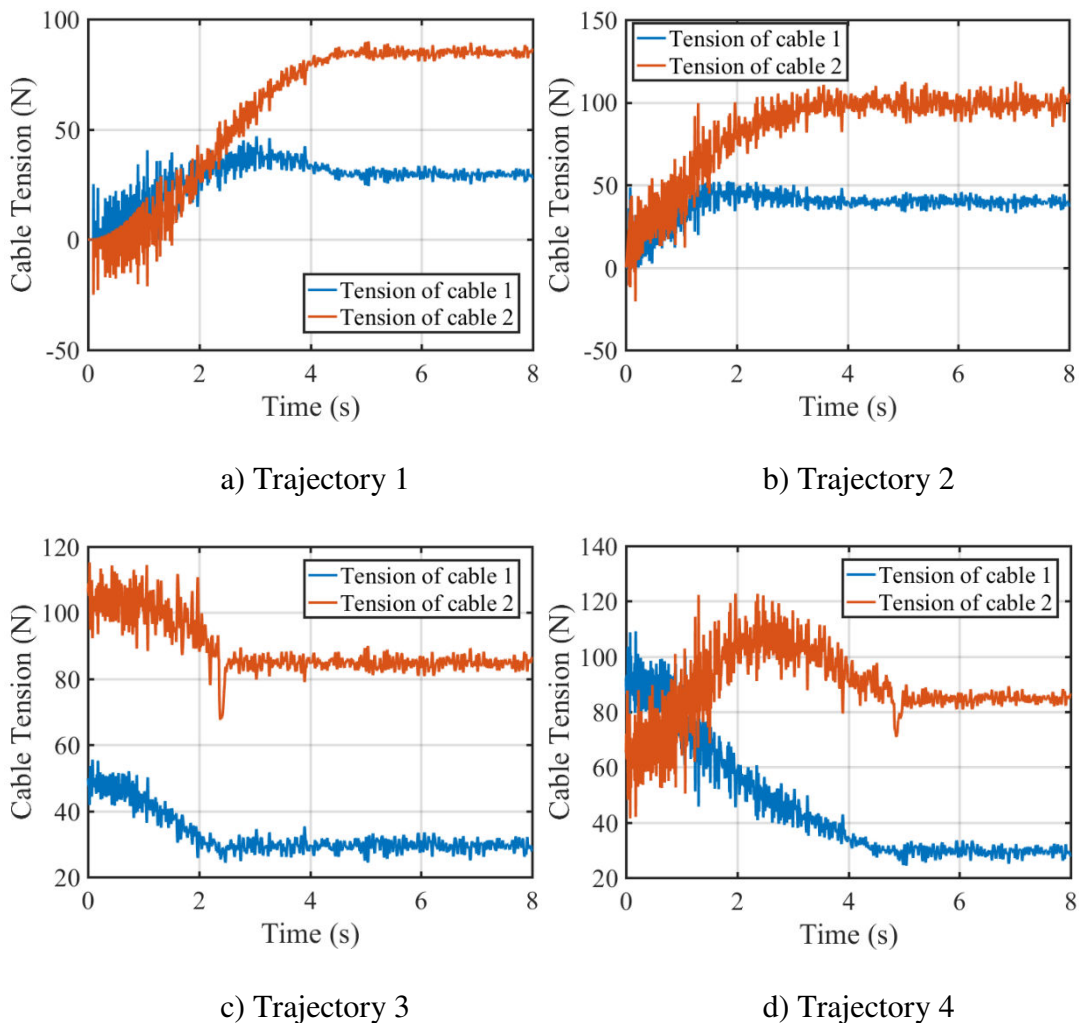 100
50
0
-50
Cable Tension (N)
Tension of cable 1
Tension of cable 2
0 2 4 6 8
Time (s)
a) Trajectory 1
150
100
50
0
-50
Cable Tension (N)
Tension of cable 1
Tension of cable 2
0 2 4 6 8
Time (s)
b) Trajectory 2
120
100
80
60
40
20
Cable Tension (N)
Tension of cable 1
Tension of cable 2
0 2 4 6 8
Time (s)
c) Trajectory 3
140
120
100
80
60
40
20
Cable Tension (N)
Tension of cable 1
Tension of cable 2
0 2 4 6 8
Time (s)
d) Trajectory 4